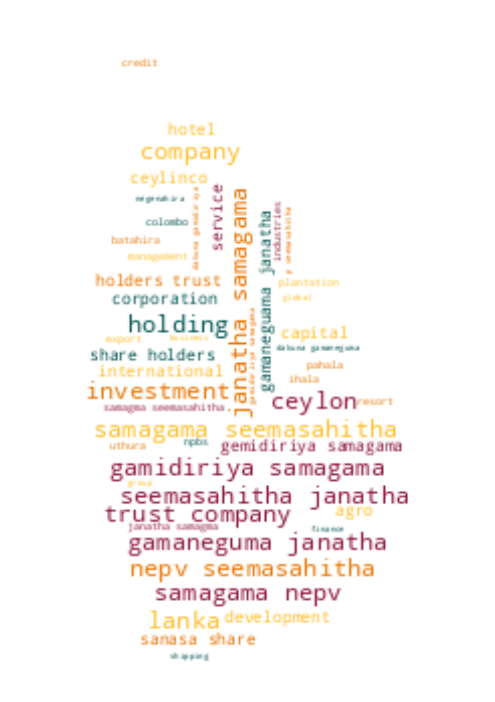 credit
hotel
company
ceylinco
service
colombo
batahira
management
janatha samagama
gamaneguama janatha
industries
holders trust
plantation
corporation
global
holding
capital
export
business
share holders
dakuna gamaneguna
international
pahala
ihala
investment
ceylon
resort
samagma seemasahitha
samagama seemasahitha
uthura
npbs
gemidiriya samagama
gamidiriya samagama
group
seemasahitha janatha
trust company
agro
janatha samagma
finance
gamaneguma janatha
nepv seemasahitha
samagama nepv
lanka
development
sanasa share
shipping